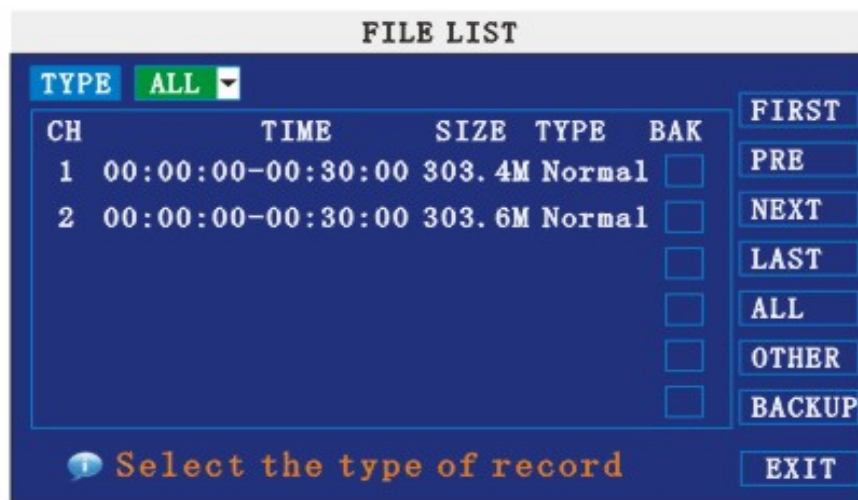 FILE LIST
TYPE ALL
CH TIME SIZE TYPE BAK
1 00:00:00-00:30:00 303.4M Normal
2 00:00:00-00:30:00 303.6M Normal
FIRST
PRE
NEXT
LAST
ALL
OTHER
BACKUP
Select the type of record
EXIT